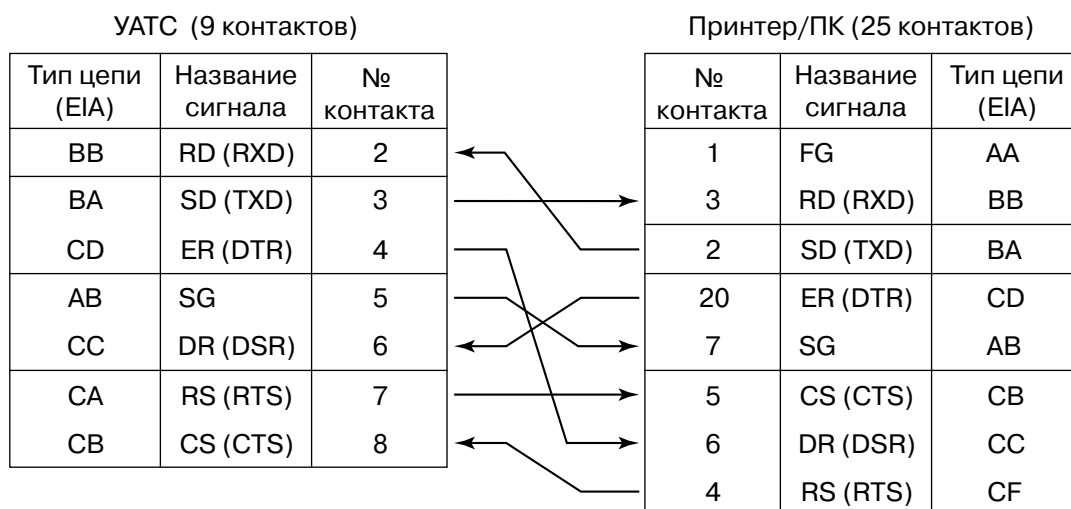 УАТС (9 контактов)
Тип цепи (EIA) Название сигнала № контакта
BB RD (RXD) 2
BA SD (TXD) 3
CD ER (DTR) 4
AB SG 5
CC DR (DSR) 6
CA RS (RTS) 7
CB CS (CTS) 8
Принтер/ПК (25 контактов)
№ контакта Название сигнала Тип цепи (EIA)
1 FG AA
3 RD (RXD) BB
2 SD (TXD) BA
20 ER (DTR) CD
7 SG AB
5 CS (CTS) CB
6 DR (DSR) CC
4 RS (RTS) CF